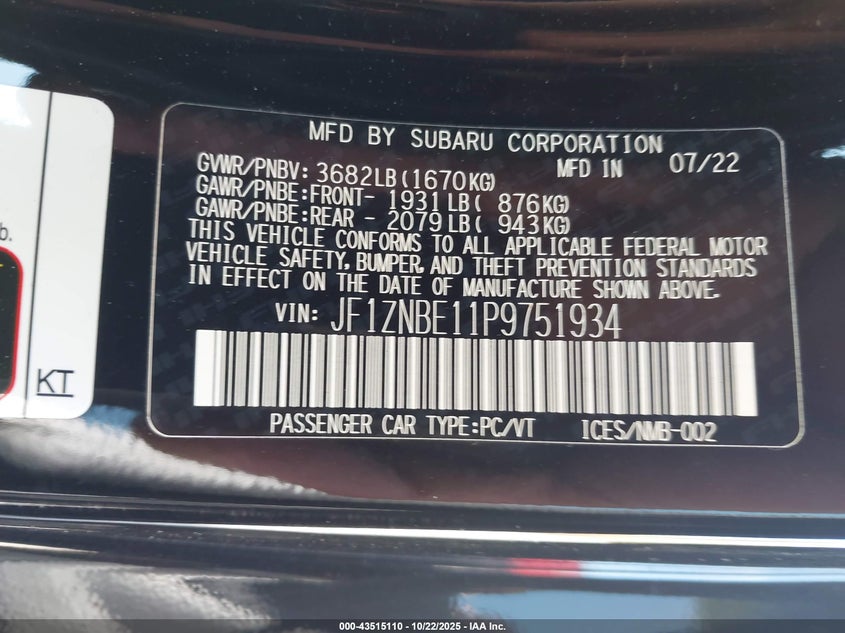 MFD BY SUBARU CORPORATION
MFD IN 07/22
GVWR/PNBV: 3682LB(1670KG)
GAWR/PNBE:FRONT- 1931LB( 876KG)
GAWR/PNBE:REAR - 2079LB( 943KG)
THIS VEHICLE CONFORMS TO ALL APPLICABLE FEDERAL MOTOR
VEHICLE SAFETY, BUMPER, AND THEFT PREVENTION STANDARDS
IN EFFECT ON THE DATE OF MANUFACTURE SHOWN ABOVE.
VIN: JF1ZNBE11P9751934
PASSENGER CAR TYPE:PC/VT ICES/NMB-002
b.
KT
000-43515110 - 10/22/2025 - IAA Inc.